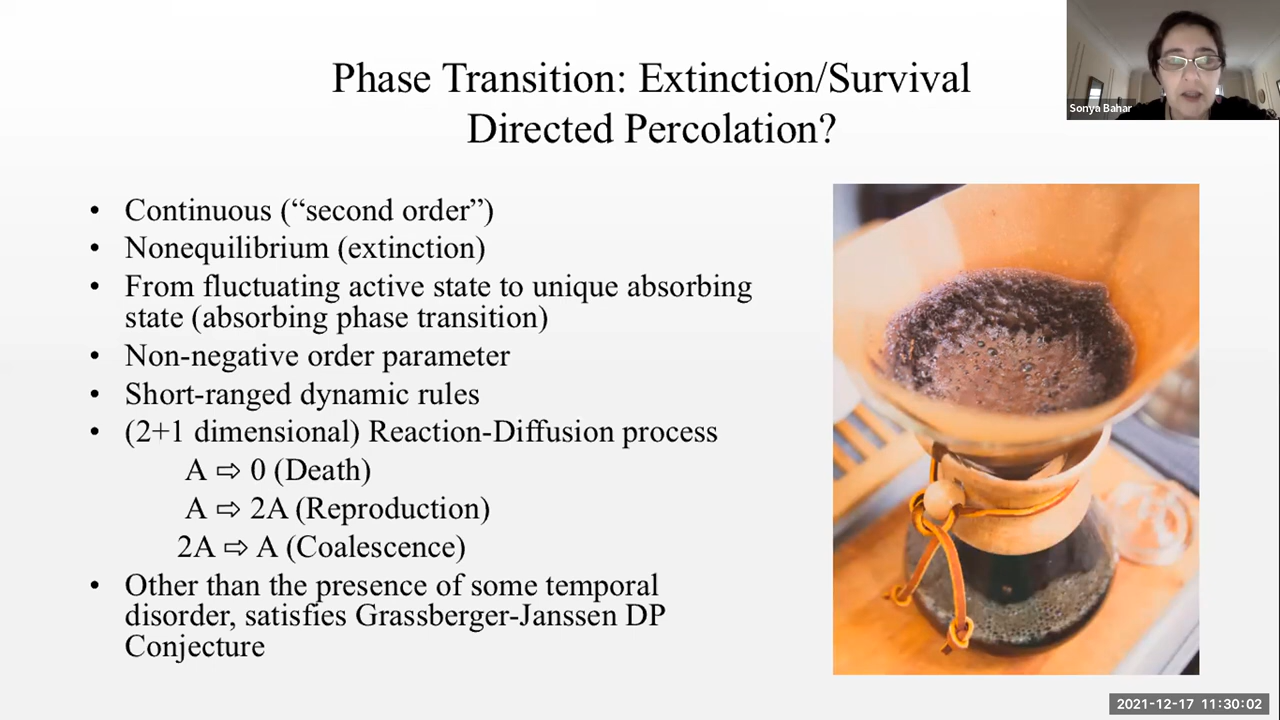 Phase Transition: Extinction/Survival
Directed Percolation?
Sonya Bahar
• Continuous (“second order”)
• Nonequilibrium (extinction)
• From fluctuating active state to unique absorbing
state (absorbing phase transition)
• Non-negative order parameter
• Short-ranged dynamic rules
• (2+1 dimensional) Reaction-Diffusion process
A ⇨ 0 (Death)
A ⇨ 2A (Reproduction)
2A ⇨ A (Coalescence)
• Other than the presence of some temporal
disorder, satisfies Grassberger-Janssen DP
Conjecture
2021-12-17 11:30:02